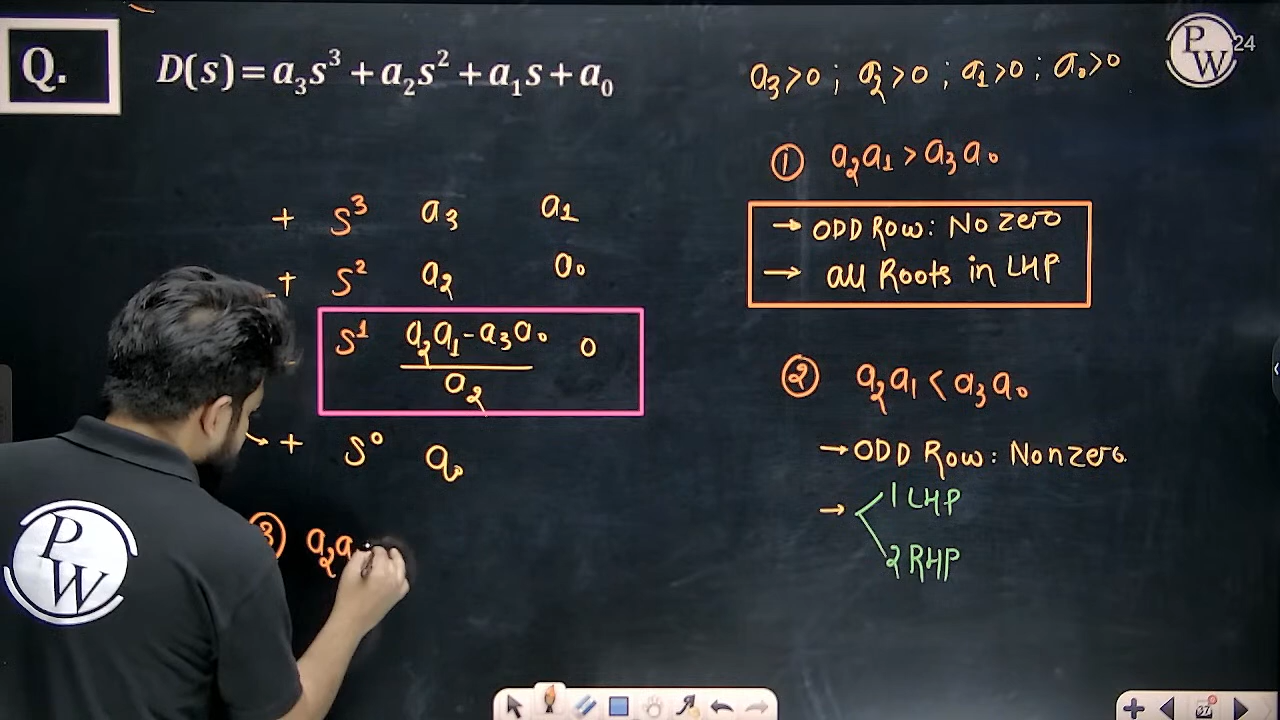 Q.
D(s)=a₃s³+a₂s²+a₁s+a₀
a₃>0 ; a₂>0 ; a₁>0 ; a₀>0
PW
24
① a₂a₁>a₃a₀
→ ODD Row: No zero
→ all Roots in LHP
+ S³ a₃ a₁
+ S² a₂ a₀
S¹ (a₂a₁-a₃a₀)/a₂ 0
+ S⁰ a₀
② a₂a₁<a₃a₀
→ ODD Row: Nonzero.
→ 1 LHP
2 RHP
③ a₂a
PW
37